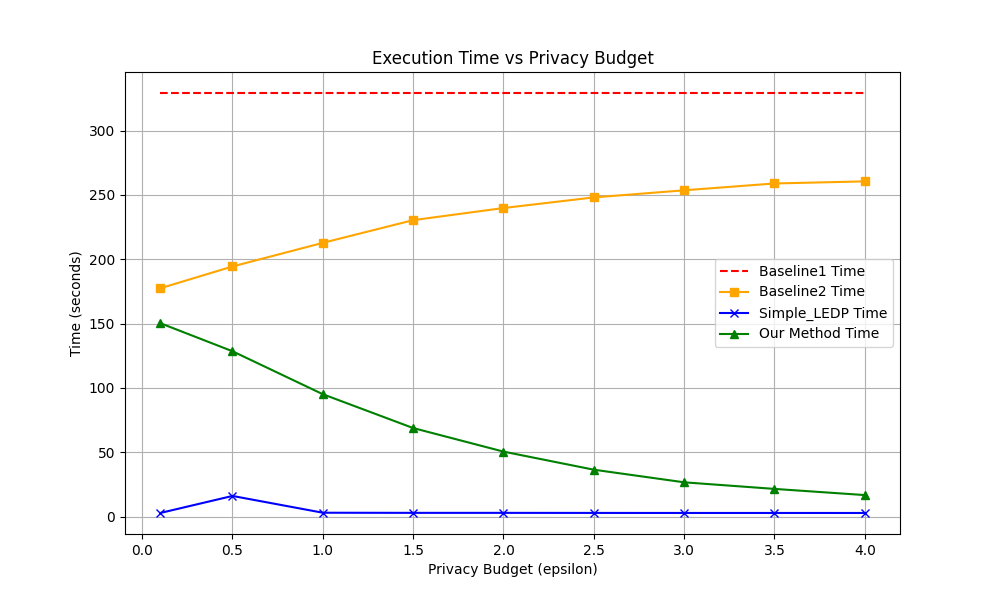 Execution Time vs Privacy Budget
Time (seconds)
300
250
200
150
100
50
0
Baseline1 Time
Baseline2 Time
Simple_LEDP Time
Our Method Time
0.0 0.5 1.0 1.5 2.0 2.5 3.0 3.5 4.0
Privacy Budget (epsilon)